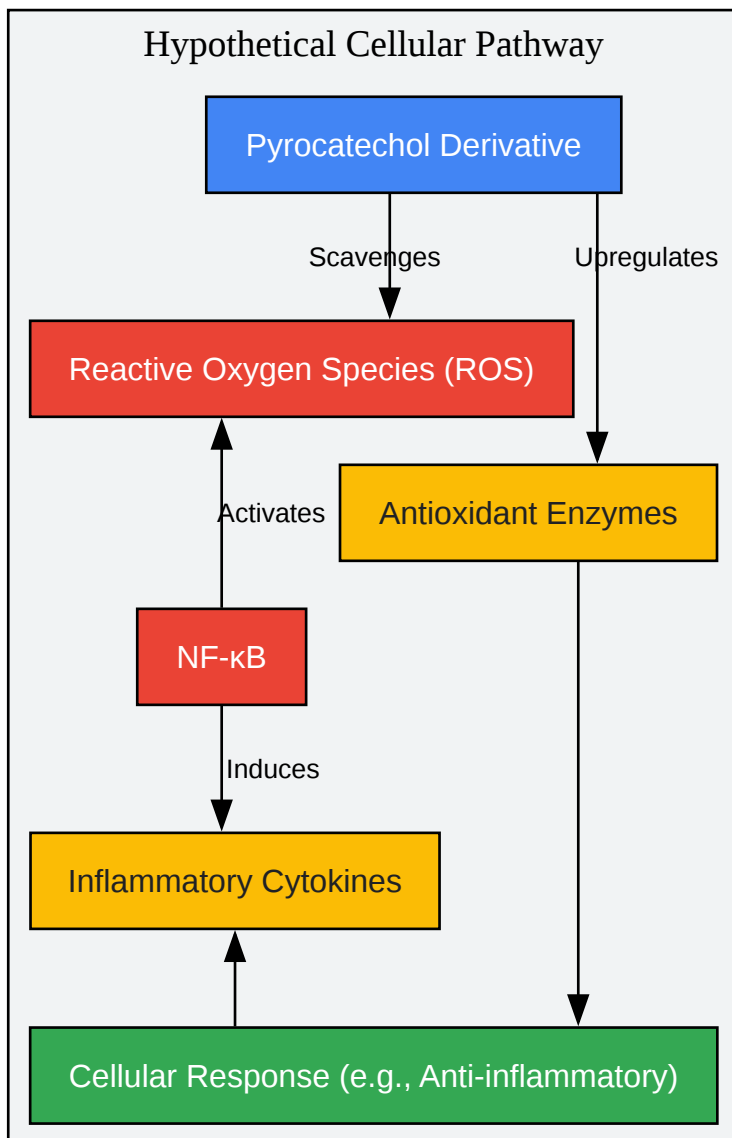 Hypothetical Cellular Pathway
Pyrocatechol Derivative
Scavenges
Upregulates
Reactive Oxygen Species (ROS)
Activates
Antioxidant Enzymes
NF-κB
Induces
Inflammatory Cytokines
Cellular Response (e.g., Anti-inflammatory)